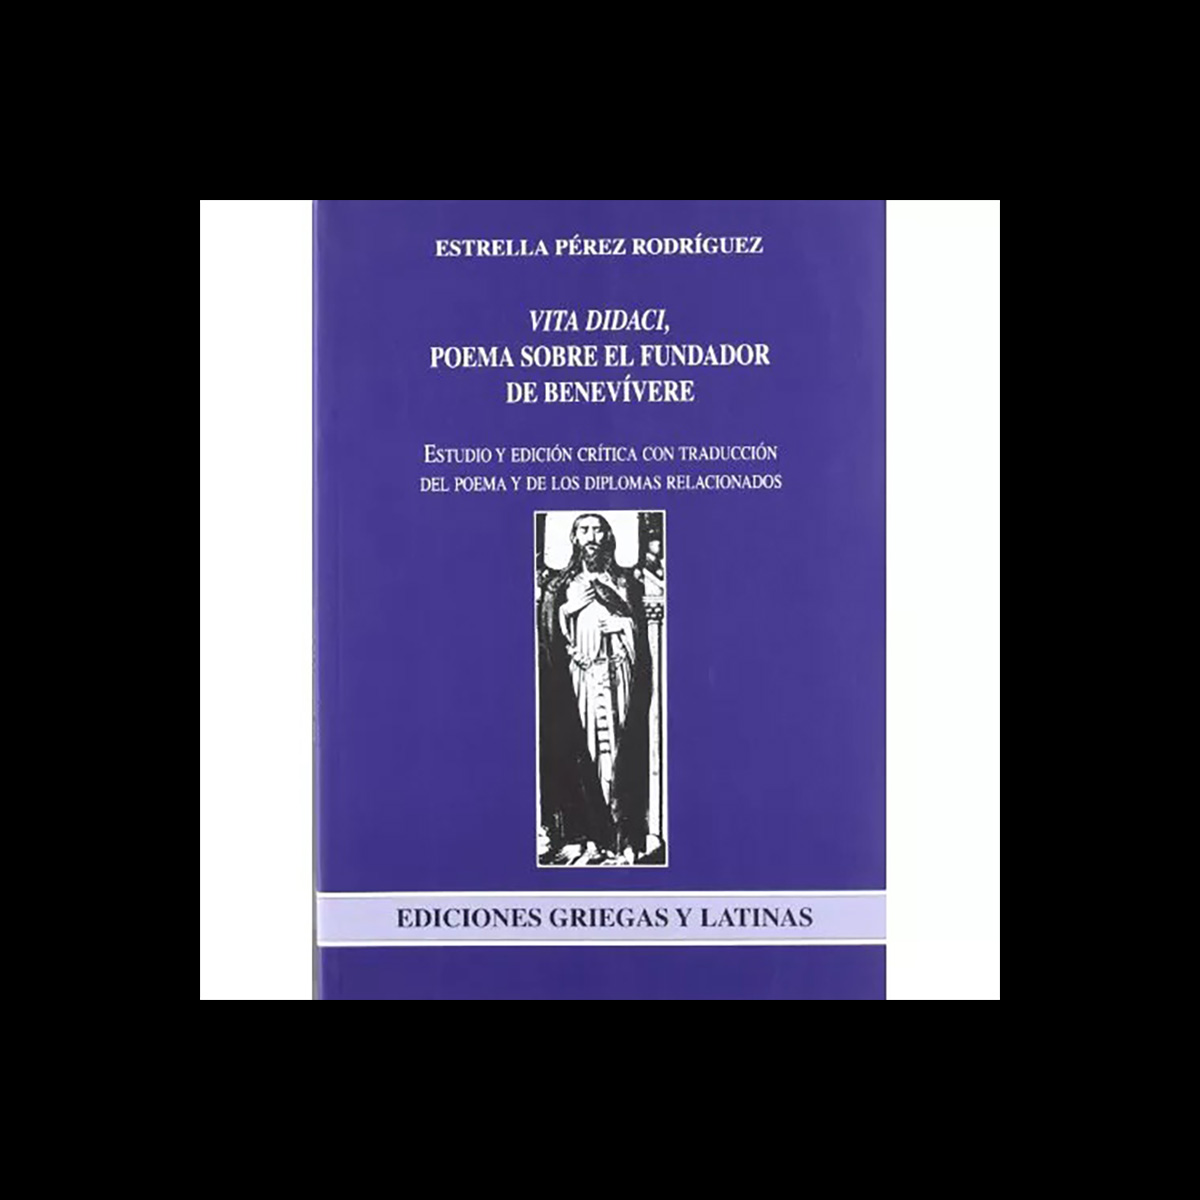 ESTRELLA PÉREZ RODRÍGUEZ
VITA DIDACI,
POEMA SOBRE EL FUNDADOR
DE BENEVÍVERE
ESTUDIO Y EDICIÓN CRÍTICA CON TRADUCCIÓN
DEL POEMA Y DE LOS DIPLOMAS RELACIONADOS
EDICIONES GRIEGAS Y LATINAS